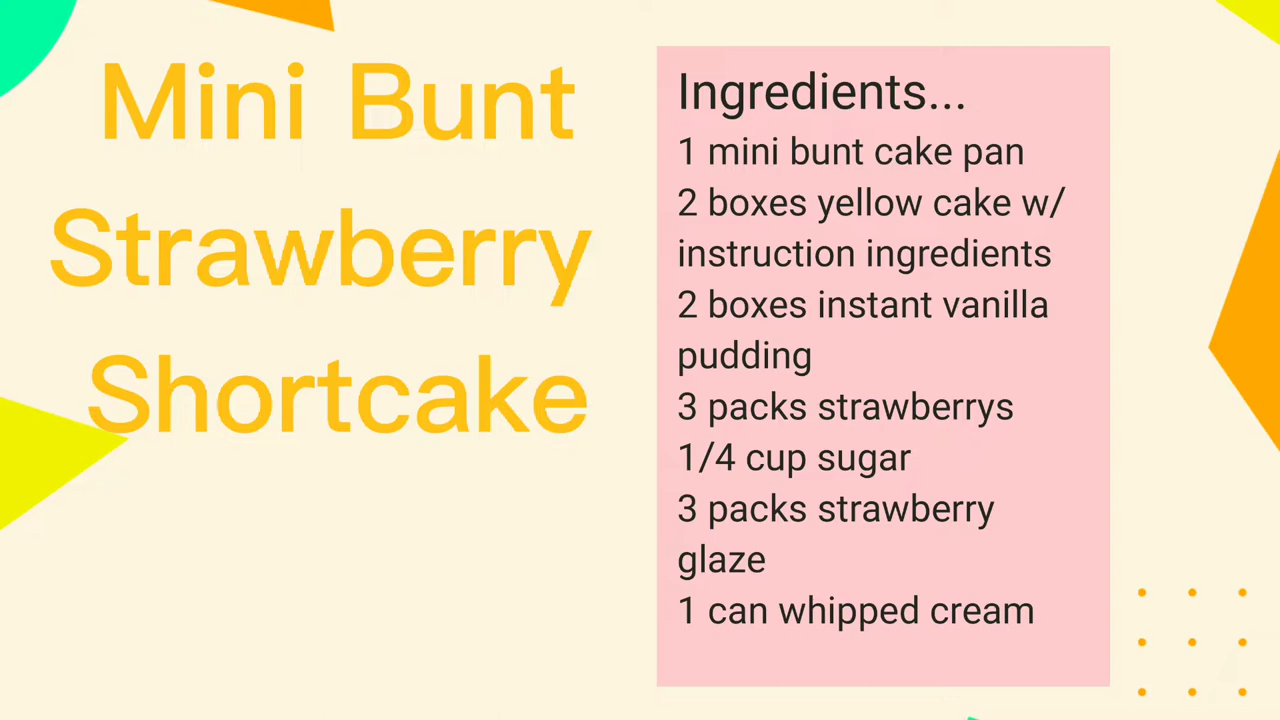 Mini Bunt
Strawberry
Shortcake
Ingredients...
1 mini bunt cake pan
2 boxes yellow cake w/
instruction ingredients
2 boxes instant vanilla
pudding
3 packs strawberrys
1/4 cup sugar
3 packs strawberry
glaze
1 can whipped cream